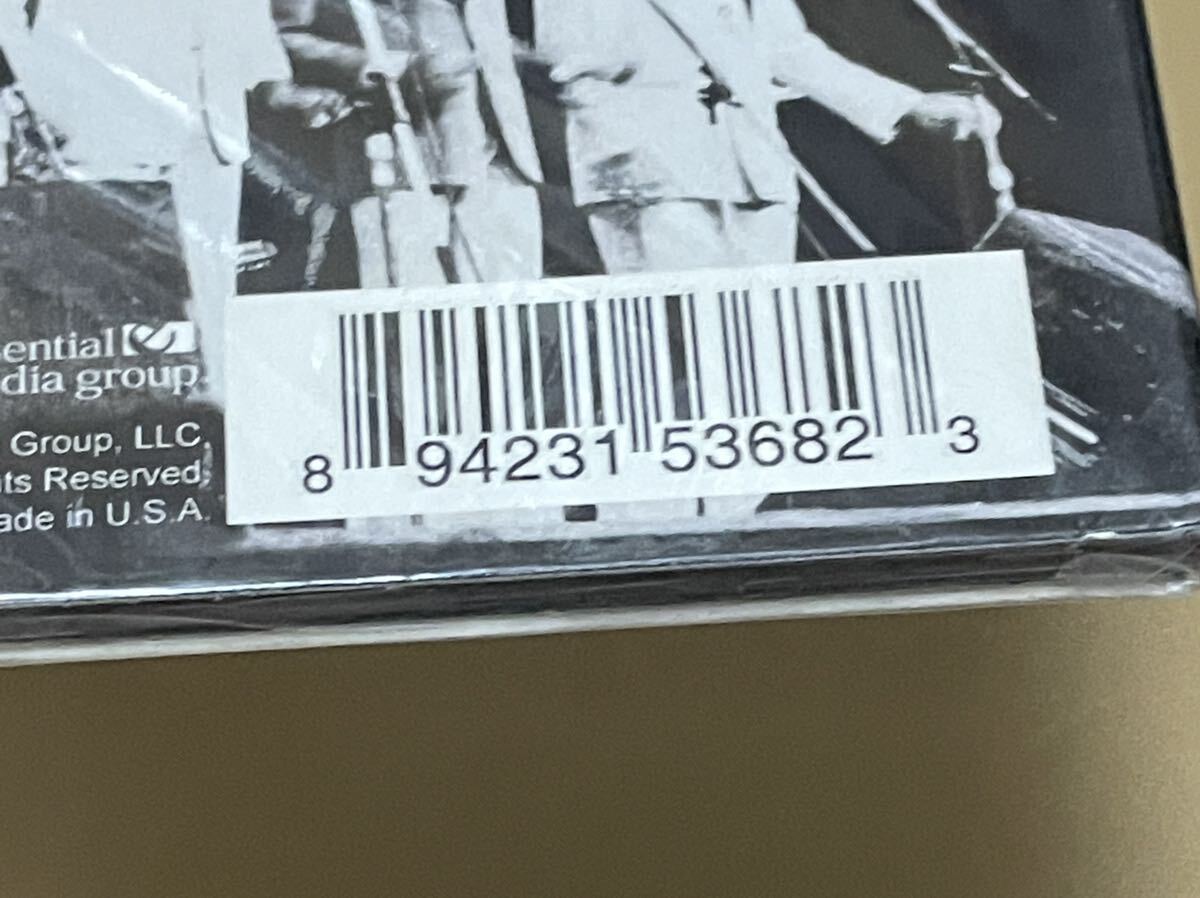 ential
dia group.
Group, LLC.
ts Reserved.
ade in U.S.A.
8 94231 53682 3